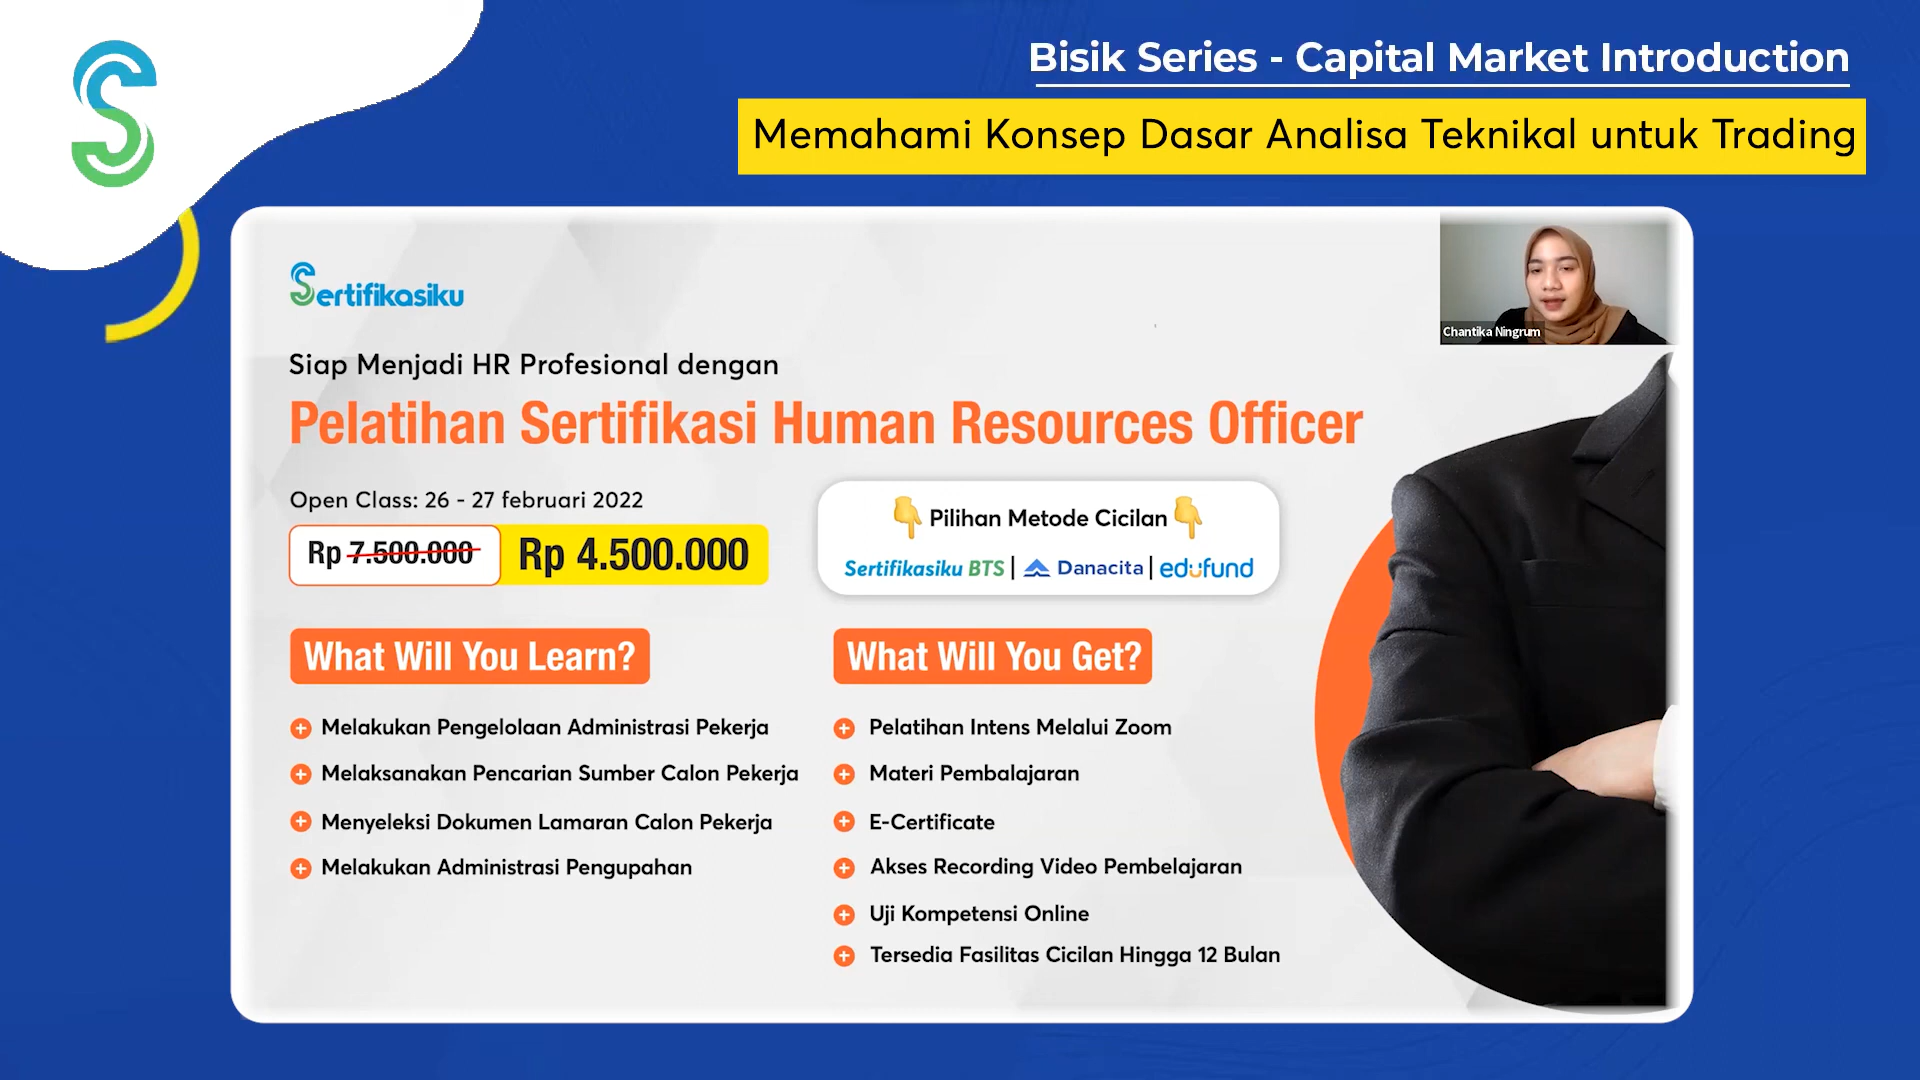 Bisik Series - Capital Market Introduction
Memahami Konsep Dasar Analisa Teknikal untuk Trading
Sertifikasiku
Chantika Ningrum
Siap Menjadi HR Profesional dengan
Pelatihan Sertifikasi Human Resources Officer
Open Class: 26 - 27 februari 2022
Rp 7.500.000 Rp 4.500.000
Pilihan Metode Cicilan
Sertifikasiku BTS | Danacita | edufund
What Will You Learn?
Melakukan Pengelolaan Administrasi Pekerja
Melaksanakan Pencarian Sumber Calon Pekerja
Menyeleksi Dokumen Lamaran Calon Pekerja
Melakukan Administrasi Pengupahan
What Will You Get?
Pelatihan Intens Melalui Zoom
Materi Pembalajaran
E-Certificate
Akses Recording Video Pembelajaran
Uji Kompetensi Online
Tersedia Fasilitas Cicilan Hingga 12 Bulan